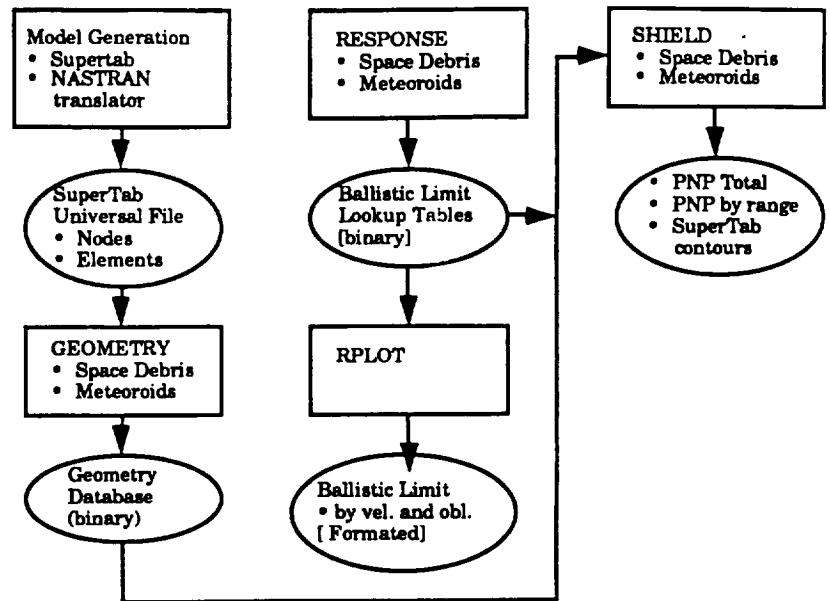 Model Generation
• Supertab
• NASTRAN
translator
SuperTab
Universal File
• Nodes
• Elements
GEOMETRY
• Space Debris
• Meteoroids
Geometry
Database
(binary)
RESPONSE
• Space Debris
• Meteoroids
Ballistic Limit
Lookup Tables
[binary]
RPLOT
Ballistic Limit
• by vel. and obl.
[ Formated]
SHIELD
• Space Debris
• Meteoroids
• PNP Total
• PNP by range
• SuperTab
contours